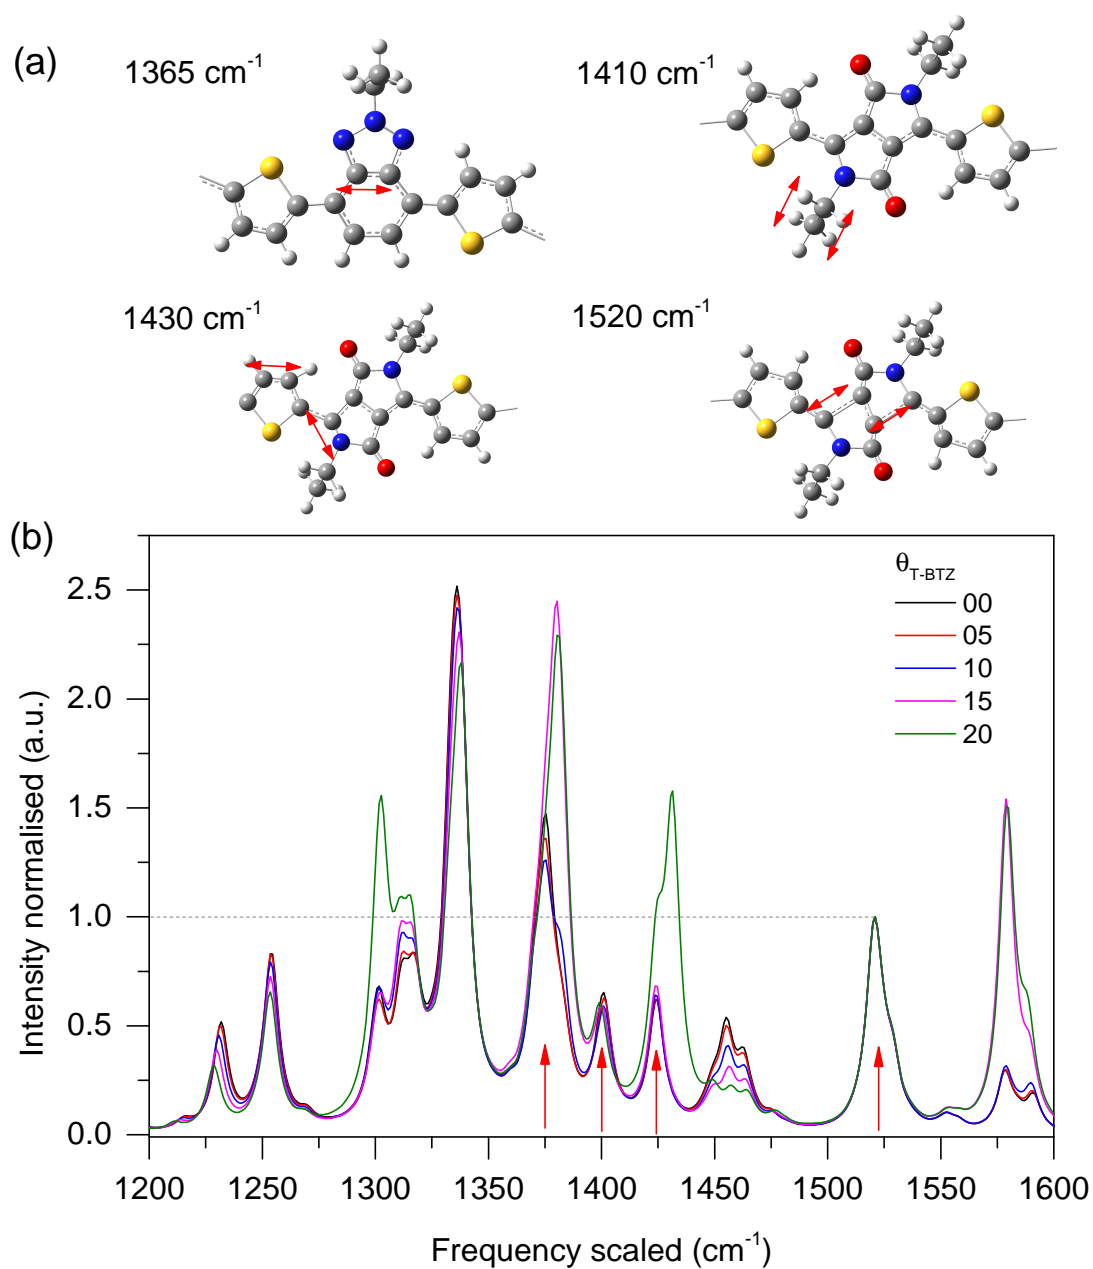 (a)
1365 cm-1
1410 cm-1
1430 cm-1
1520 cm-1
(b)
θT-BTZ
00
05
10
15
20
2.5
2.0
1.5
1.0
0.5
0.0
Intensity normalised (a.u.)
1200 1250 1300 1350 1400 1450 1500 1550 1600
Frequency scaled (cm-1)